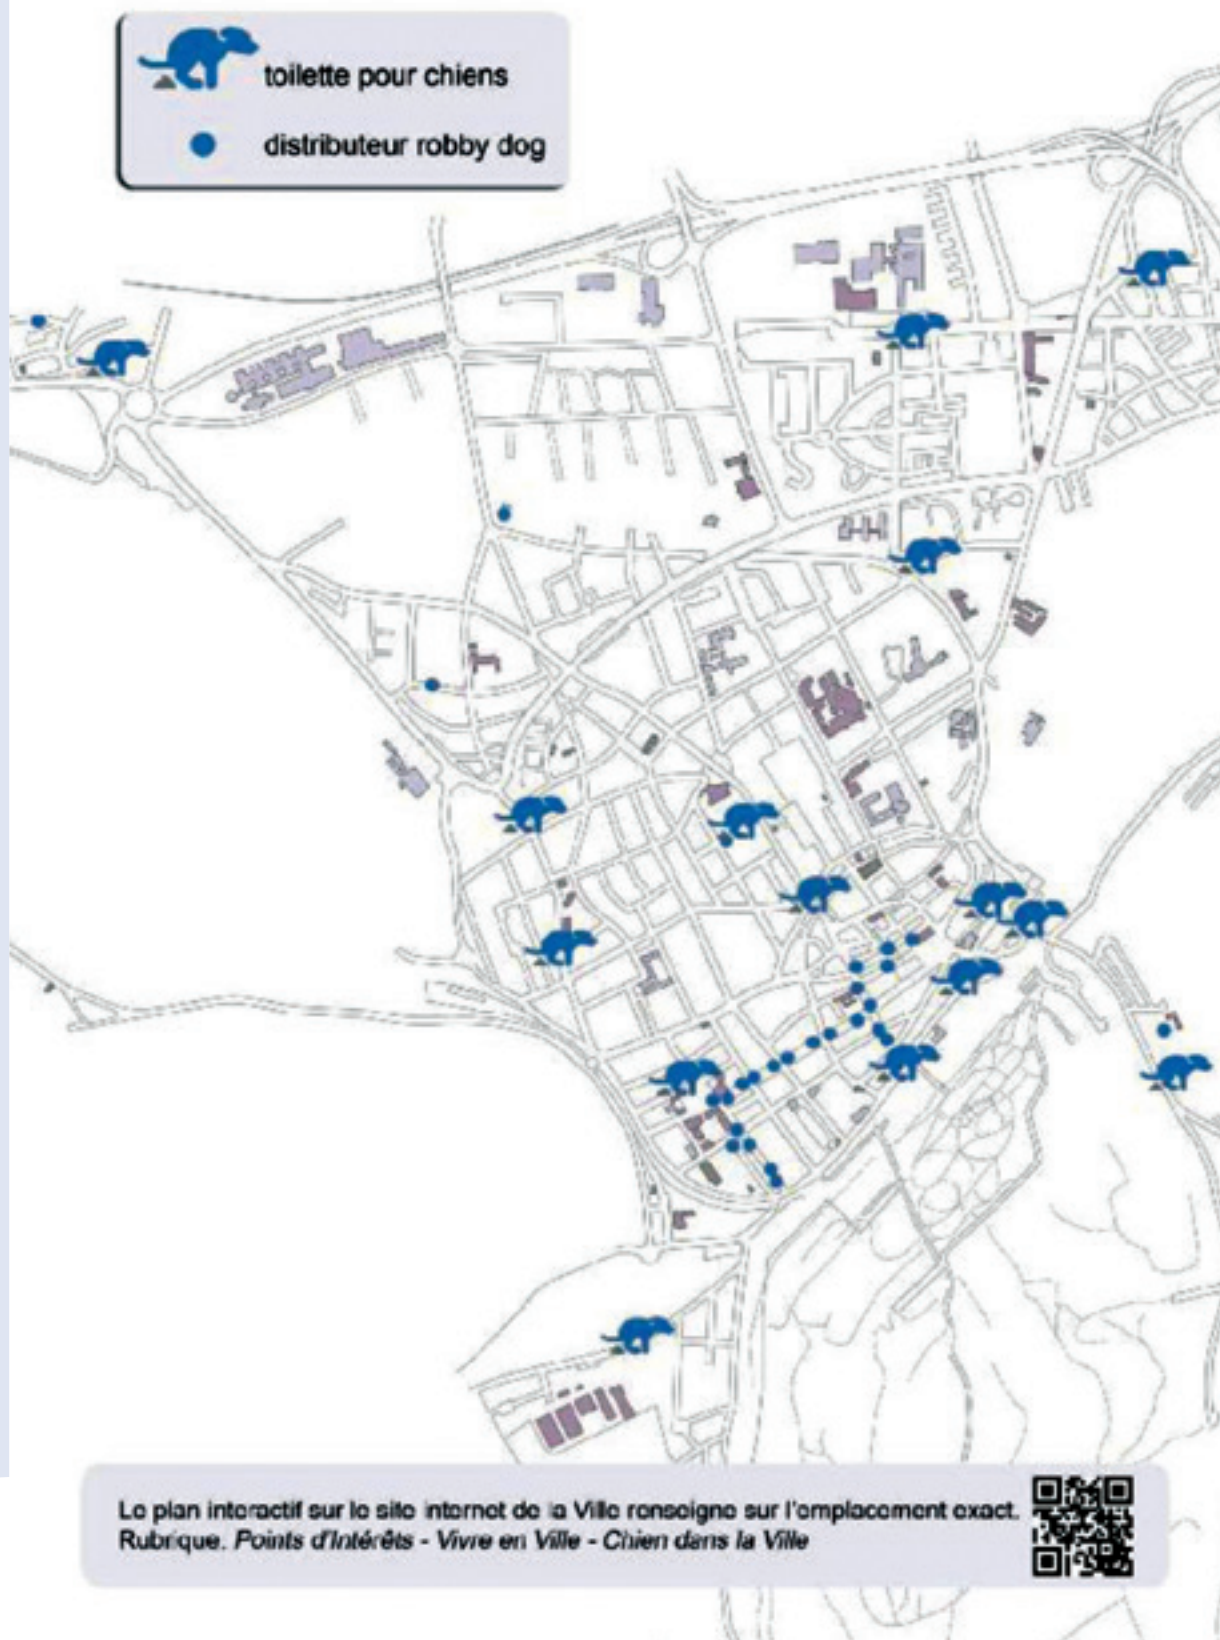 toilette pour chiens
distributeur robby dog
Le plan interactif sur le site internet de la Ville renseigne sur l'emplacement exact.
Rubrique. Points d'Intérêts - Vivre en Ville - Chien dans la Ville